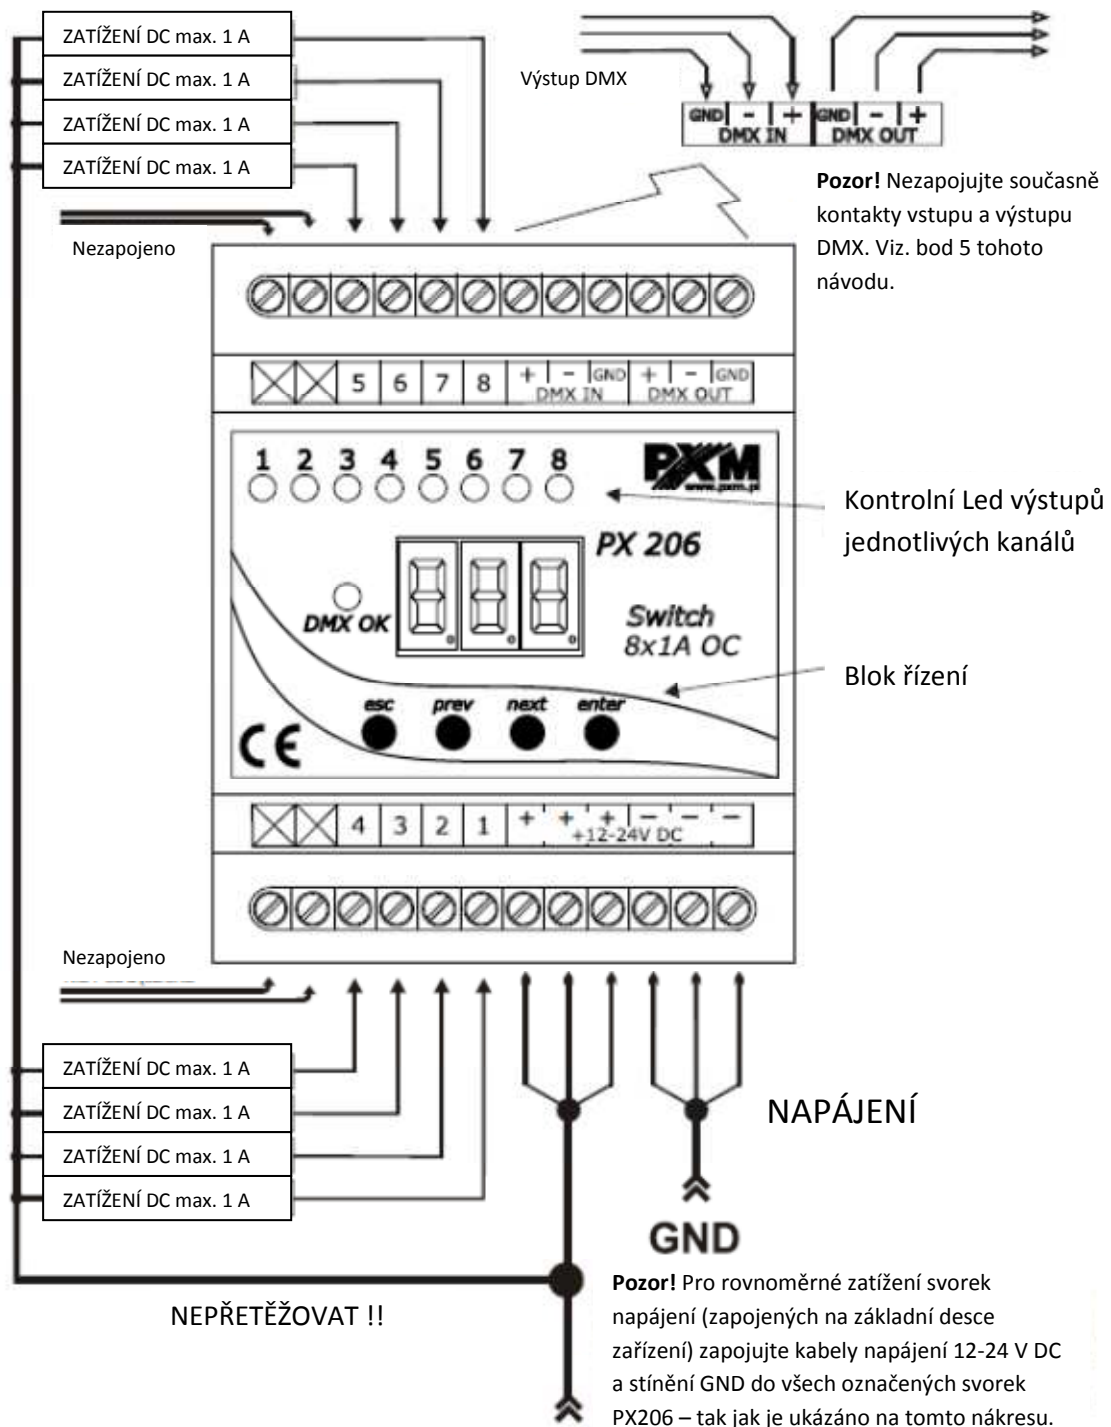 ZATÍŽENÍ DC max. 1 A
ZATÍŽENÍ DC max. 1 A
ZATÍŽENÍ DC max. 1 A
ZATÍŽENÍ DC max. 1 A
Výstup DMX
GND - + GND - +
DMX IN DMX OUT
Pozor! Nezapojujte současně
kontakty vstupu a výstupu
DMX. Viz. bod 5 tohoto
návodu.
Nezapojeno
5 6 7 8 + - GND + - GND
DMX IN DMX OUT
1 2 3 4 5 6 7 8
PXM
www.pxm.pl
Kontrolní Led výstupů
jednotlivých kanálů
PX 206
8.8.8.
DMX OK
Switch
8x1A OC
Blok řízení
esc prev next enter
CE
4 3 2 1 + + + - - -
+12-24V DC
Nezapojeno
ZATÍŽENÍ DC max. 1 A
ZATÍŽENÍ DC max. 1 A
ZATÍŽENÍ DC max. 1 A
ZATÍŽENÍ DC max. 1 A
NAPÁJENÍ
GND
NEPŘETĚŽOVAT !!
Pozor! Pro rovnoměrné zatížení svorek
napájení (zapojených na základní desce
zařízení) zapojujte kabely napájení 12-24 V DC
a stínění GND do všech označených svorek
PX206 – tak jak je ukázáno na tomto nákresu.